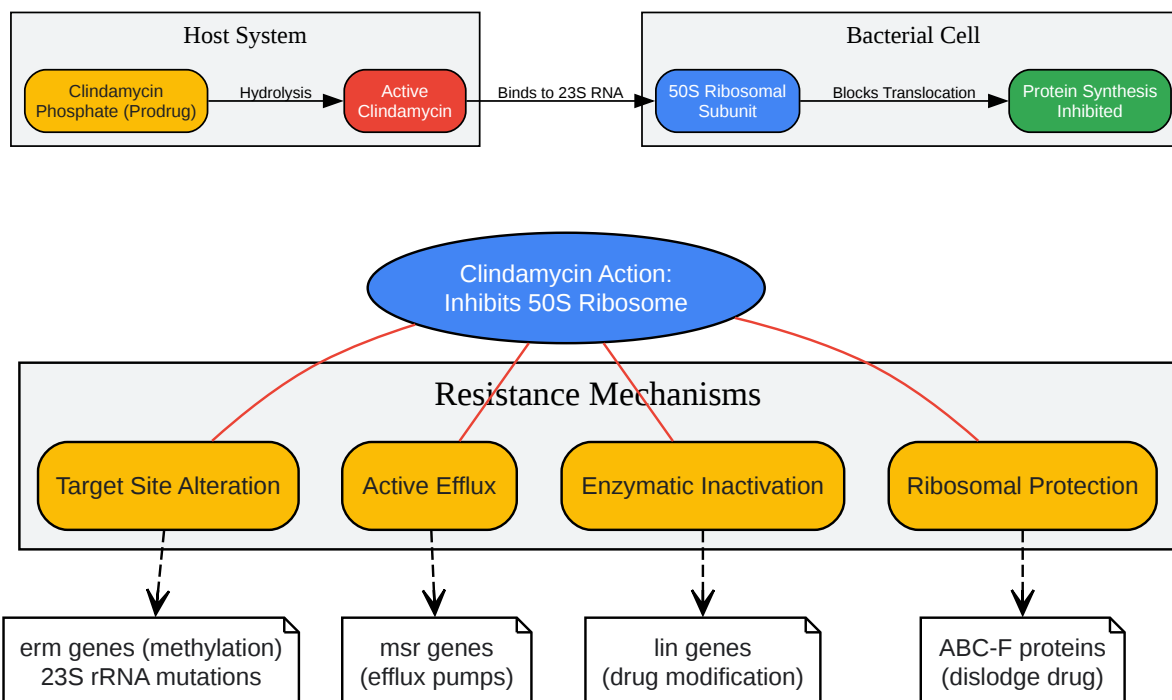 Host System
Bacterial Cell
Clindamycin
Phosphate (Prodrug)
Hydrolysis
Active
Clindamycin
Binds to 23S RNA
50S Ribosomal
Subunit
Blocks Translocation
Protein Synthesis
Inhibited
Clindamycin Action:
Inhibits 50S Ribosome
Resistance Mechanisms
Target Site Alteration
Active Efflux
Enzymatic Inactivation
Ribosomal Protection
erm genes (methylation)
23S rRNA mutations
msr genes
(efflux pumps)
lin genes
(drug modification)
ABC-F proteins
(dislodge drug)